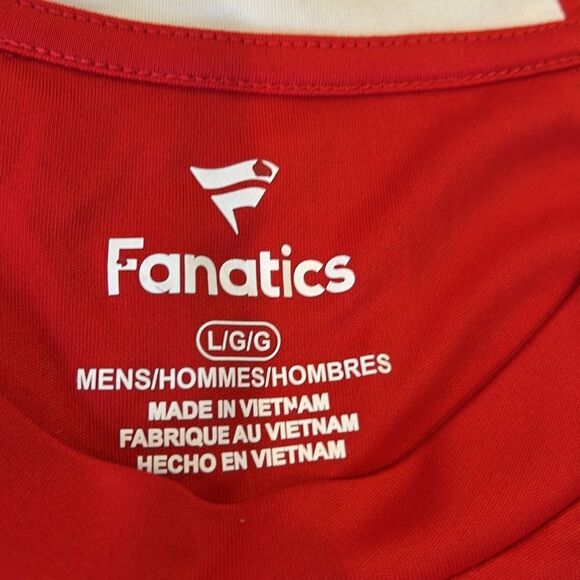 Fanatics
L/G/G
MENS/HOMMES/HOMBRES
MADE IN VIETNAM
FABRIQUE AU VIETNAM
HECHO EN VIETNAM